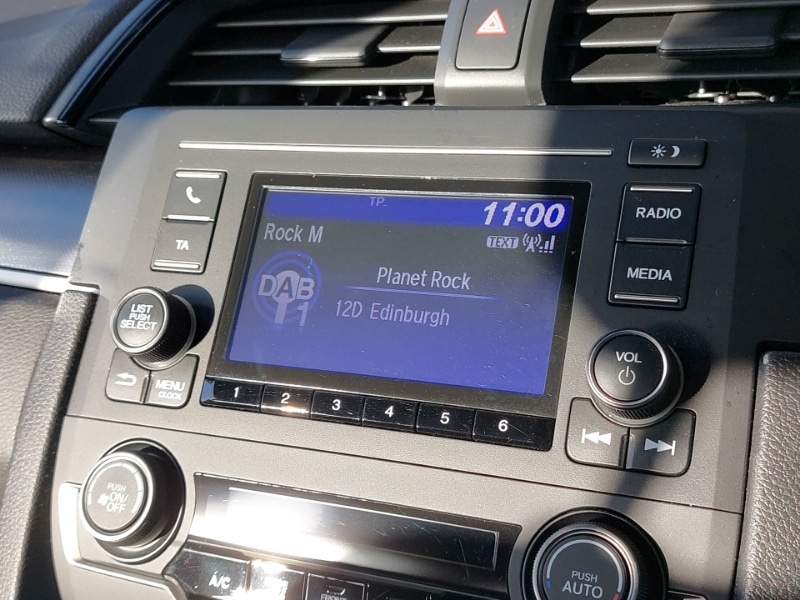 TP
11:00
Rock M
TEXT
Planet Rock
DAB
1
12D Edinburgh
TA
RADIO
MEDIA
LIST
PUSH
SELECT
MENU
CLOCK
VOL
1 2 3 4 5 6
PUSH
ON/
OFF
A/C
FRONT
PUSH
AUTO